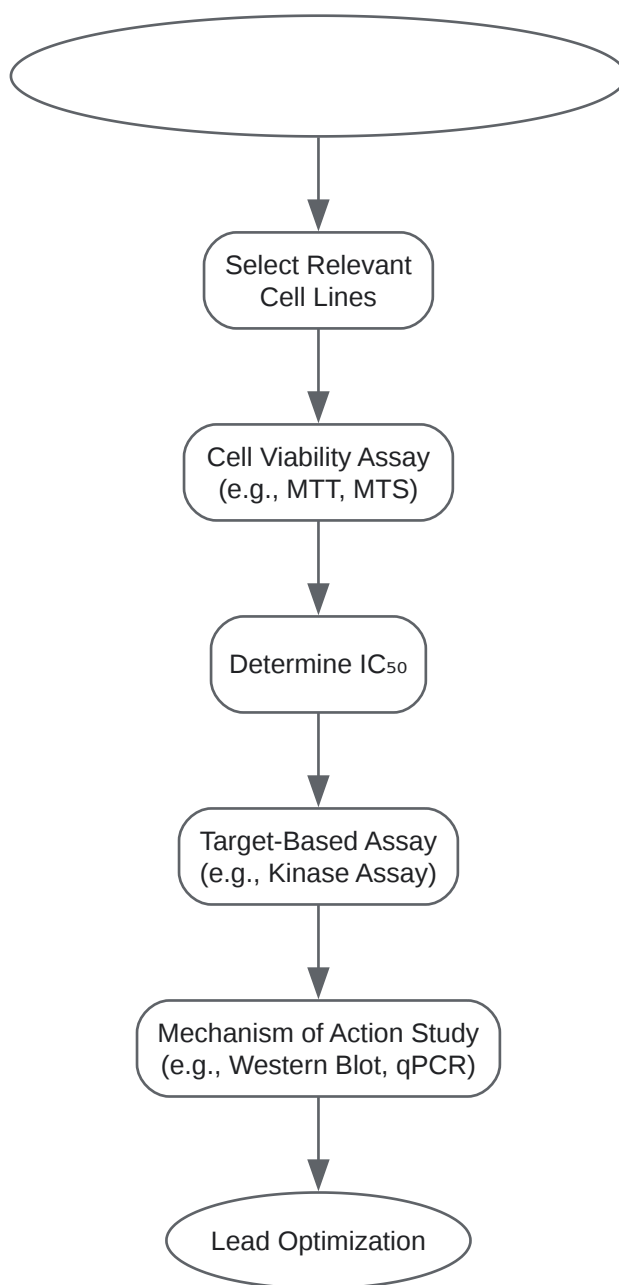 Select Relevant
Cell Lines
Cell Viability Assay
(e.g., MTT, MTS)
Determine IC₅₀
Target-Based Assay
(e.g., Kinase Assay)
Mechanism of Action Study
(e.g., Western Blot, qPCR)
Lead Optimization